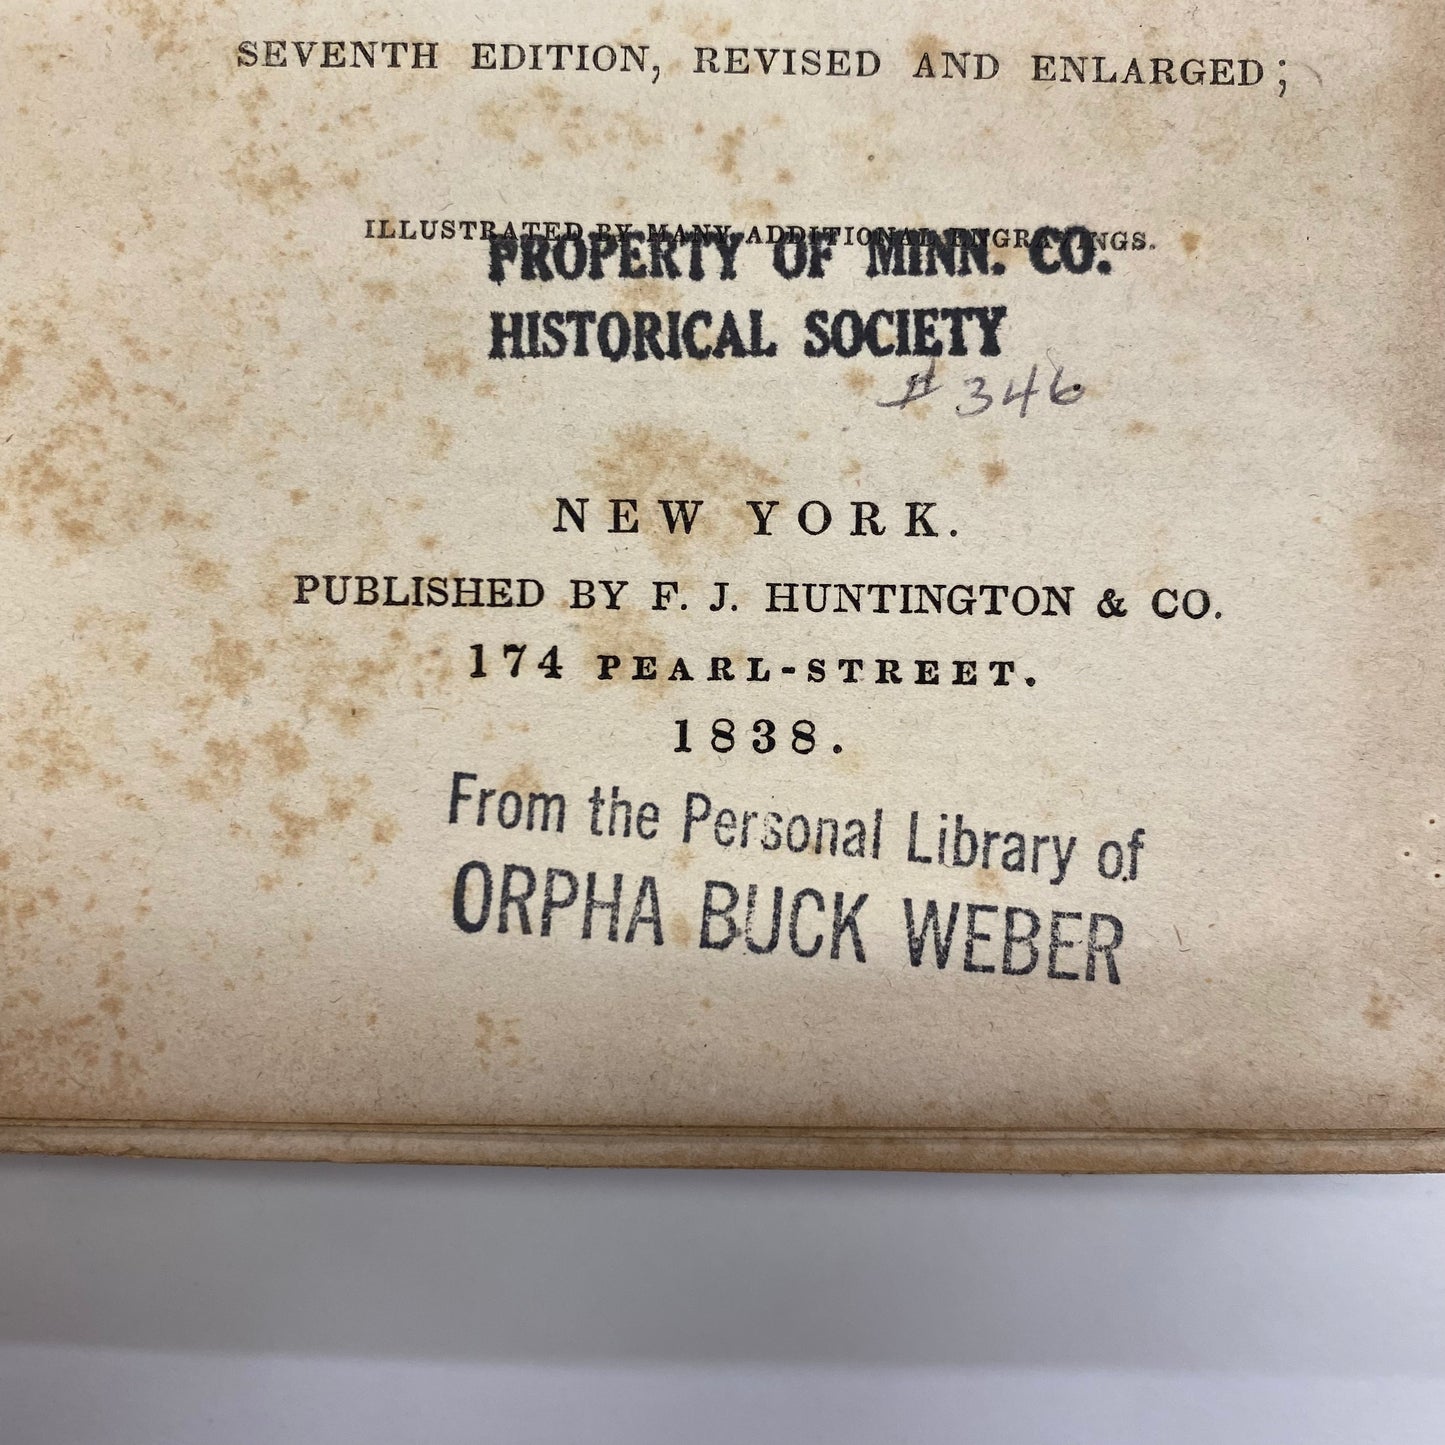 SEVENTH EDITION, REVISED AND ENLARGED;
ILLUSTRATED BY MANY ADDITIONAL ENGRAVINGS.
PROPERTY OF MINN. CO.
HISTORICAL SOCIETY
# 346
NEW YORK.
PUBLISHED BY F. J. HUNTINGTON & CO.
174 PEARL-STREET.
1838.
From the Personal Library of
ORPHA BUCK WEBER